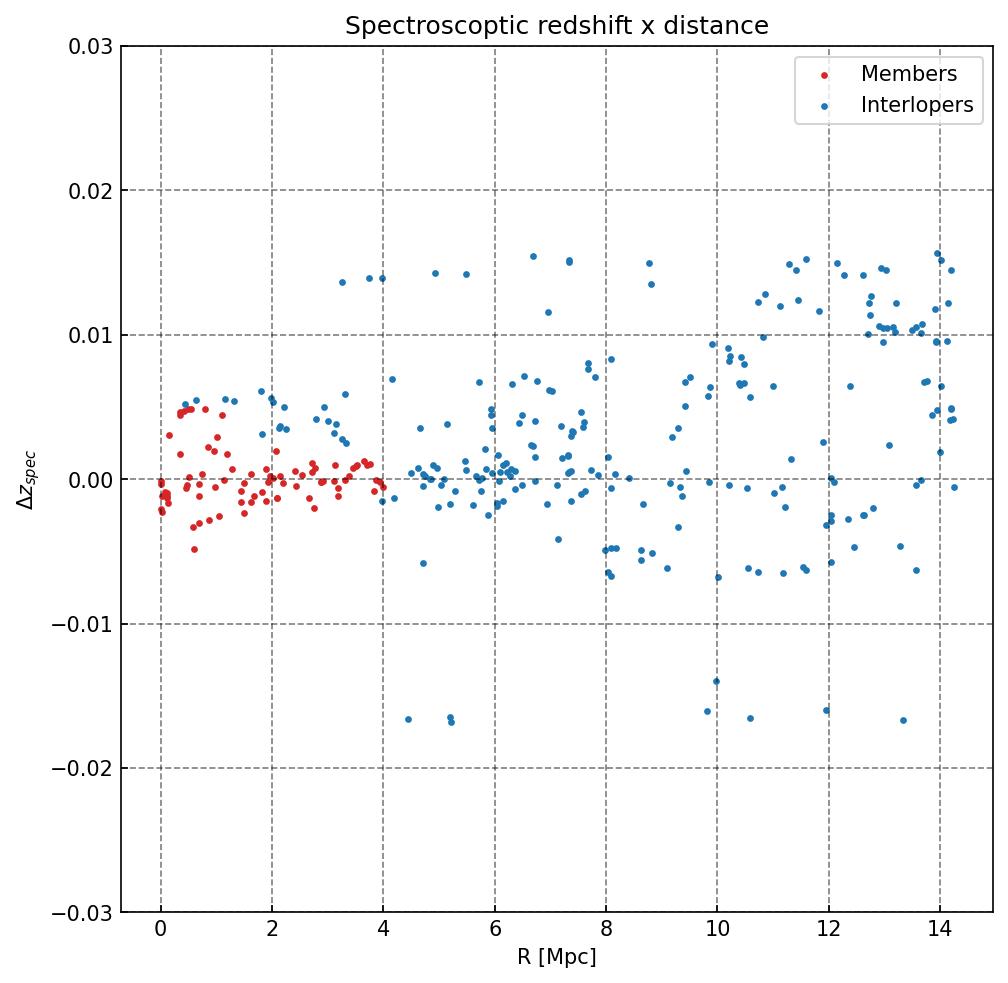 Spectroscoptic redshift x distance
Members
Interlopers
0.03
0.02
0.01
0.00
−0.01
−0.02
−0.03
Δz_spec
0 2 4 6 8 10 12 14
R [Mpc]